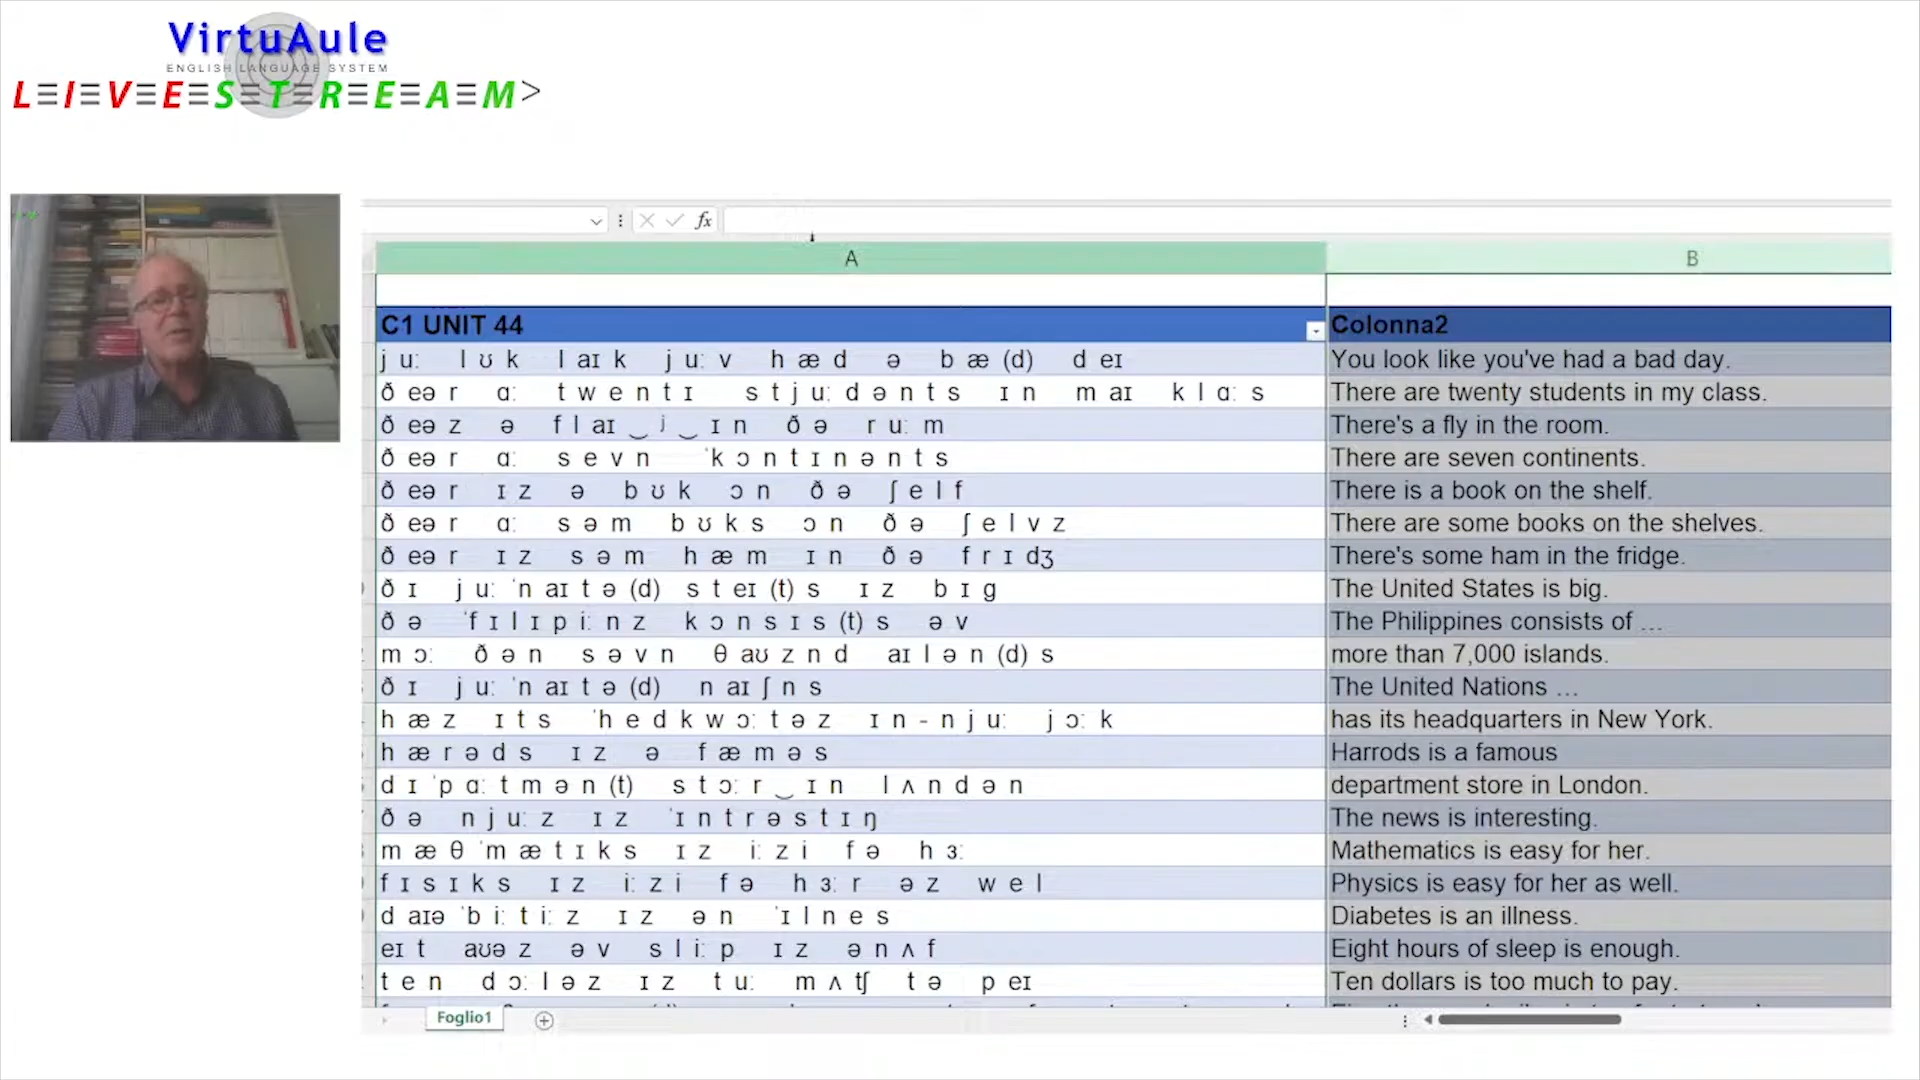 VirtuAule
ENGLISH LANGUAGE SYSTEM
L≡I≡V≡E≡S≡T≡R≡E≡A≡M>
fx
A B
C1 UNIT 44 Colonna2
j uː l ʊ k l aɪ k j uː v h æ d ə b æ (d) d eɪ You look like you've had a bad day.
ð eə r ɑː t w e n t ɪ s t j uː d ə n t s ɪ n m aɪ k l ɑː s There are twenty students in my class.
ð eə z ə f l aɪ ‿ ʲ ‿ ɪ n ð ə r uː m There's a fly in the room.
ð eə r ɑː s e v n ˈk ɔ n t ɪ n ə n t s There are seven continents.
ð eə r ɪ z ə b ʊ k ɔ n ð ə ʃ e l f There is a book on the shelf.
ð eə r ɑː s ə m b ʊ k s ɔ n ð ə ʃ e l v z There are some books on the shelves.
ð eə r ɪ z s ə m h æ m ɪ n ð ə f r ɪ dʒ There's some ham in the fridge.
ð ɪ j uː ˈn aɪ t ə (d) s t eɪ (t) s ɪ z b ɪ g The United States is big.
ð ə ˈf ɪ l ɪ p iː n z k ɔ n s ɪ s (t) s ə v The Philippines consists of …
m ɔː ð ə n s ə v n θ aʊ z n d aɪ l ə n (d) s more than 7,000 islands.
ð ɪ j uː ˈn aɪ t ə (d) n aɪ ʃ n s The United Nations …
h æ z ɪ t s ˈh e d k w ɔː t ə z ɪ n - n j uː j ɔː k has its headquarters in New York.
h æ r ə d s ɪ z ə f æ m ə s Harrods is a famous
d ɪ ˈp ɑː t m ə n (t) s t ɔː r ‿ ɪ n l ʌ n d ə n department store in London.
ð ə n j uː z ɪ z ˈɪ n t r ə s t ɪ ŋ The news is interesting.
m æ θ ˈm æ t ɪ k s ɪ z iː z i f ə h ɜː Mathematics is easy for her.
f ɪ s ɪ k s ɪ z iː z i f ə h ɜː r ə z w e l Physics is easy for her as well.
d aɪə ˈb iː t iː z ɪ z ə n ˈɪ l n e s Diabetes is an illness.
eɪ t aʊə z ə v s l iː p ɪ z ə n ʌ f Eight hours of sleep is enough.
t e n d ɔː l ə z ɪ z t uː m ʌ tʃ t ə p eɪ Ten dollars is too much to pay.
Foglio1